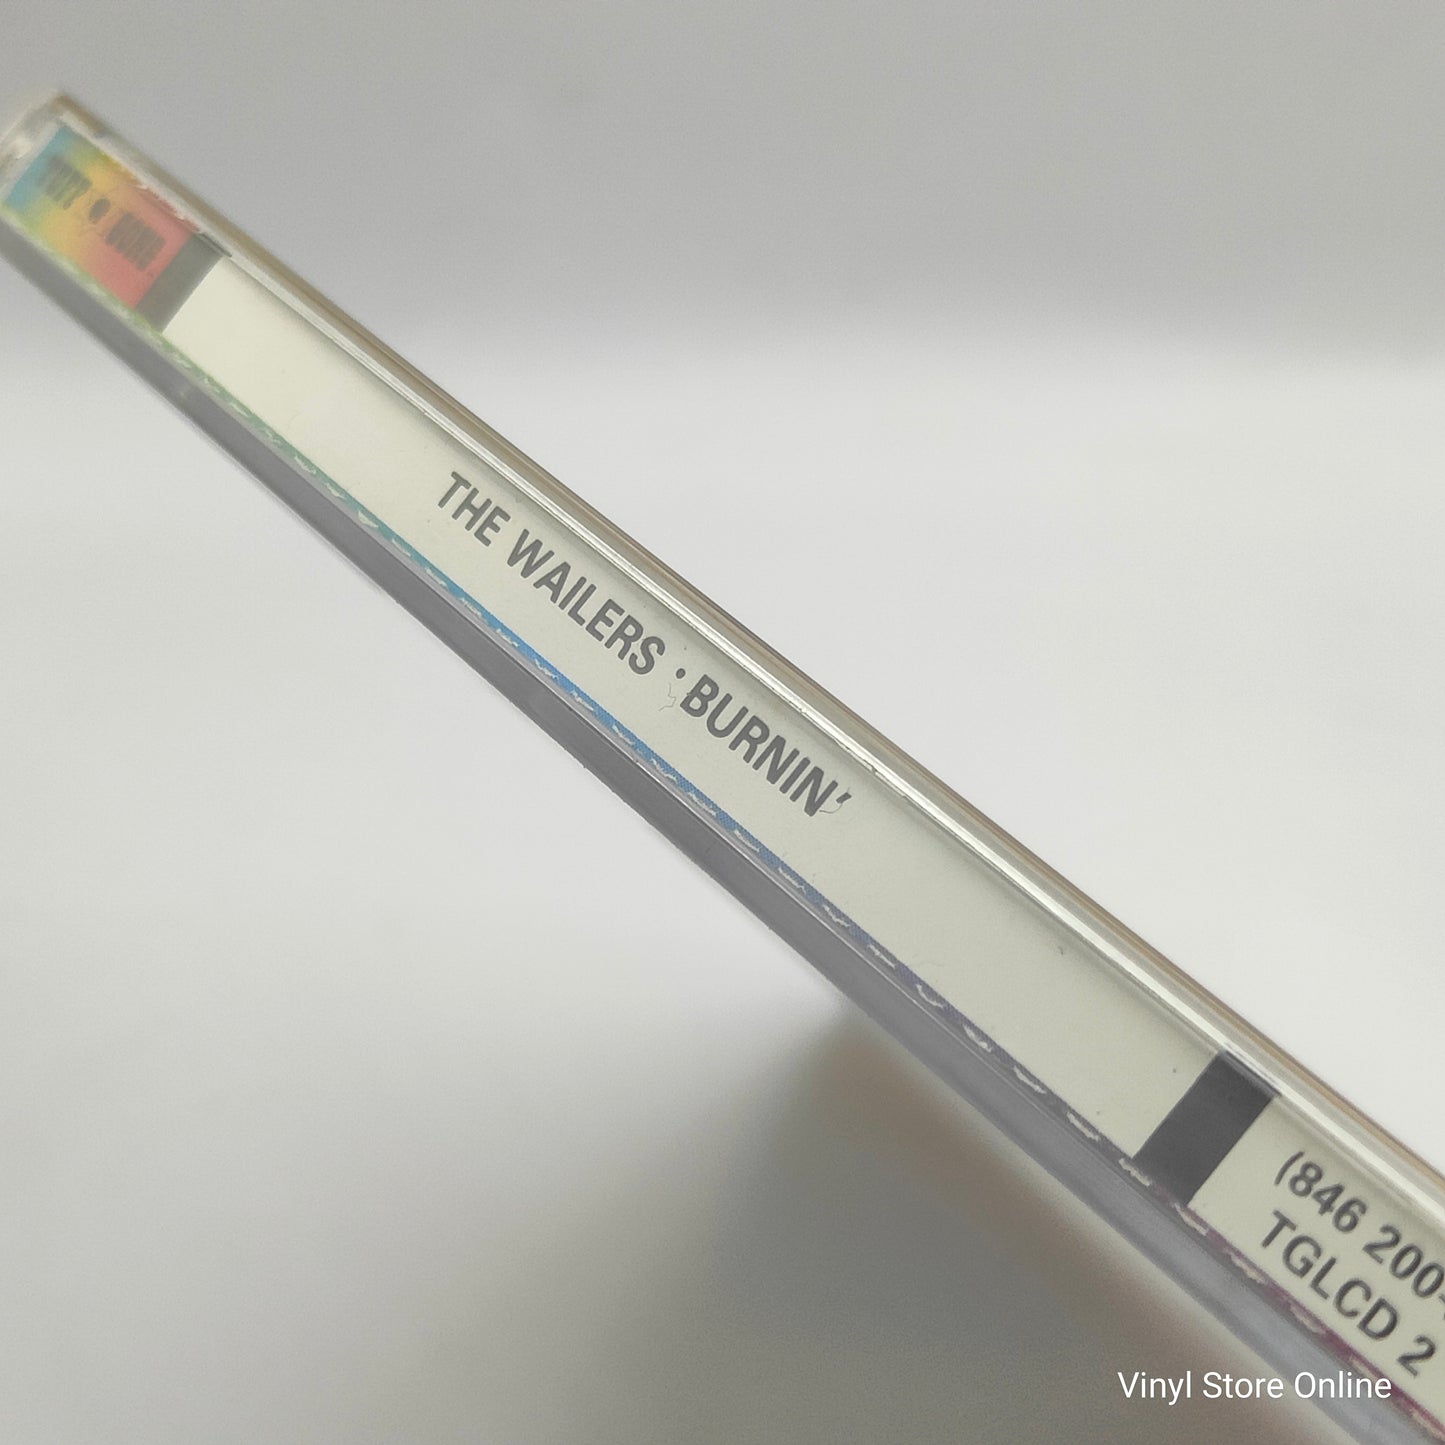 THE WAILERS · BURNIN'
(846 200-
TGLCD 2
Vinyl Store Online